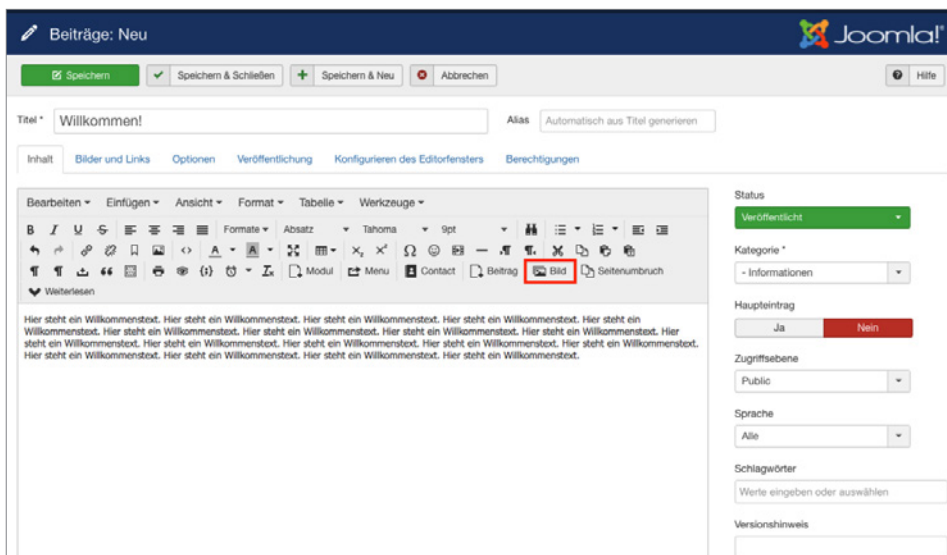 Beiträge: Neu
Joomla!
Speichern
Speichern & Schließen
Speichern & Neu
Abbrechen
Hilfe
Titel *
Willkommen!
Alias
Automatisch aus Titel generieren
Inhalt
Bilder und Links
Optionen
Veröffentlichung
Konfigurieren des Editorfensters
Berechtigungen
Bearbeiten
Einfügen
Ansicht
Format
Tabelle
Werkzeuge
Formate
Absatz
Tahoma
9pt
Modul
Menu
Contact
Beitrag
Bild
Seitenumbruch
Weiterlesen
Hier steht ein Willkommenstext. Hier steht ein Willkommenstext. Hier steht ein Willkommenstext. Hier steht ein Willkommenstext. Hier steht ein
Willkommenstext. Hier steht ein Willkommenstext. Hier steht ein Willkommenstext. Hier steht ein Willkommenstext. Hier steht ein Willkommenstext. Hier
steht ein Willkommenstext. Hier steht ein Willkommenstext. Hier steht ein Willkommenstext. Hier steht ein Willkommenstext. Hier steht ein Willkommenstext.
Hier steht ein Willkommenstext. Hier steht ein Willkommenstext. Hier steht ein Willkommenstext. Hier steht ein Willkommenstext.
Status
Veröffentlicht
Kategorie *
- Informationen
Haupteintrag
Ja
Nein
Zugriffsebene
Public
Sprache
Alle
Schlagwörter
Werte eingeben oder auswählen
Versionshinweis